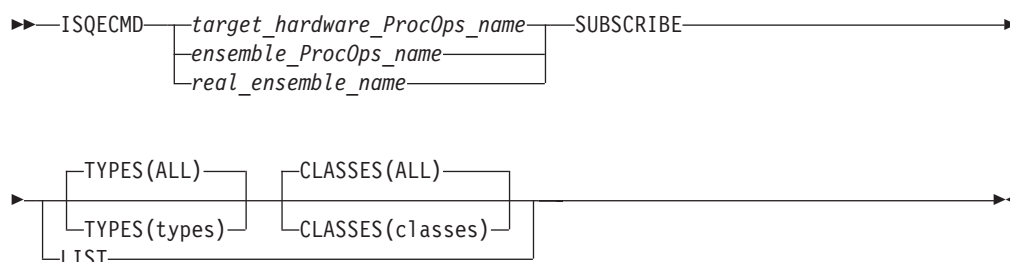 ISQECMD target_hardware_ProcOps_name SUBSCRIBE
ensemble_ProcOps_name
real_ensemble_name
TYPES(ALL) CLASSES(ALL)
TYPES(types) CLASSES(classes)
LIST